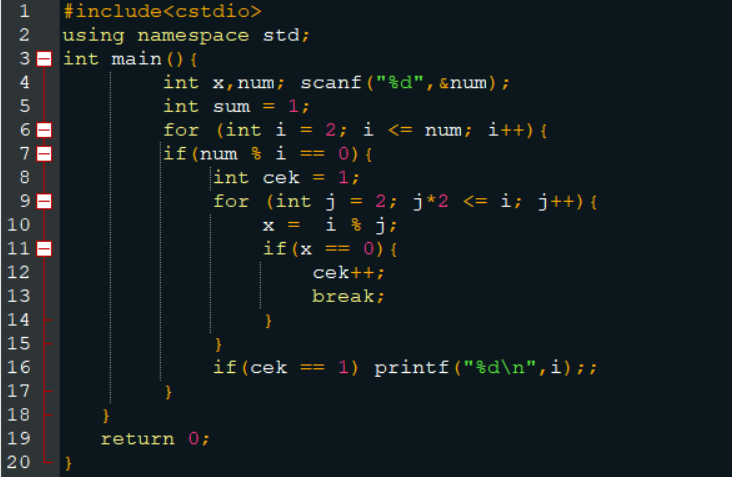 1 #include<cstdio>
2 using namespace std;
3 int main(){
4 int x,num; scanf("%d",&num);
5 int sum = 1;
6 for (int i = 2; i <= num; i++){
7 if(num % i == 0){
8 int cek = 1;
9 for (int j = 2; j*2 <= i; j++){
10 x = i % j;
11 if(x == 0){
12 cek++;
13 break;
14 }
15 }
16 if(cek == 1) printf("%d\n",i);;
17 }
18 }
19 return 0;
20 }